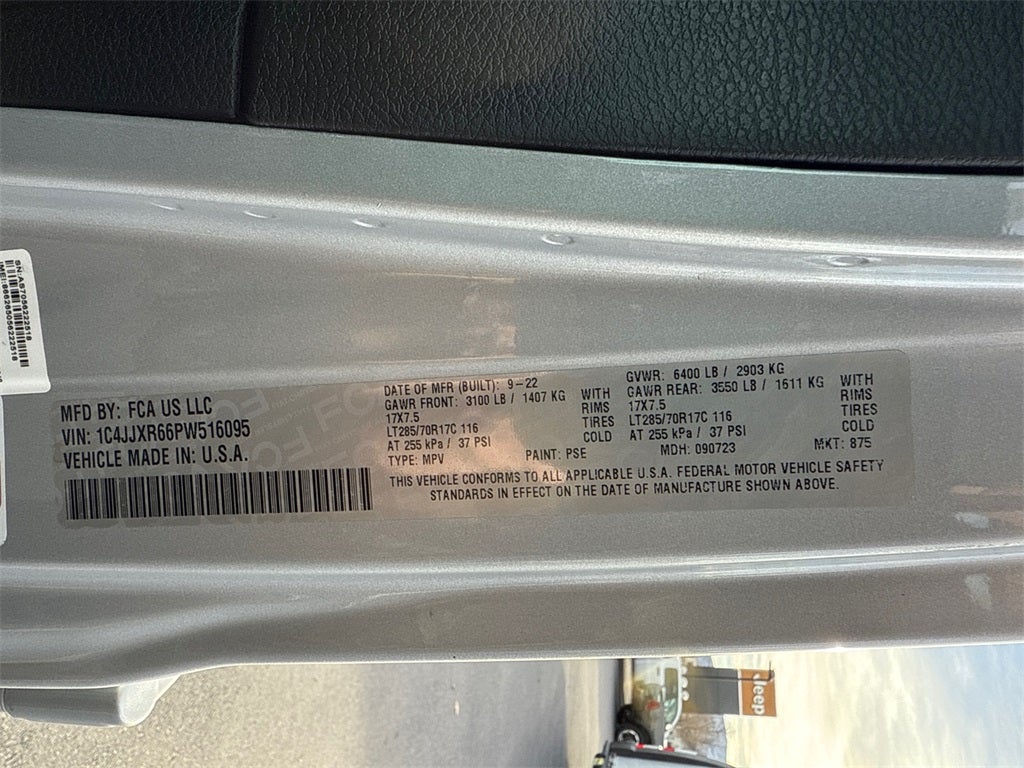 MFD BY: FCA US LLC
VIN: 1C4JJXR66PW516095
VEHICLE MADE IN: U.S.A.
DATE OF MFR (BUILT): 9-22
GAWR FRONT: 3100 LB / 1407 KG WITH
17X7.5 RIMS
LT285/70R17C 116 TIRES
AT 255 kPa / 37 PSI COLD
TYPE: MPV PAINT: PSE
GVWR: 6400 LB / 2903 KG
GAWR REAR: 3550 LB / 1611 KG WITH
17X7.5 RIMS
LT285/70R17C 116 TIRES
AT 255 kPa / 37 PSI COLD
MDH: 090723 MKT: 875
THIS VEHICLE CONFORMS TO ALL APPLICABLE U.S.A. FEDERAL MOTOR VEHICLE SAFETY
STANDARDS IN EFFECT ON THE DATE OF MANUFACTURE SHOWN ABOVE.
SN:AS7056222518
IMEI:866265056222518
Jeep